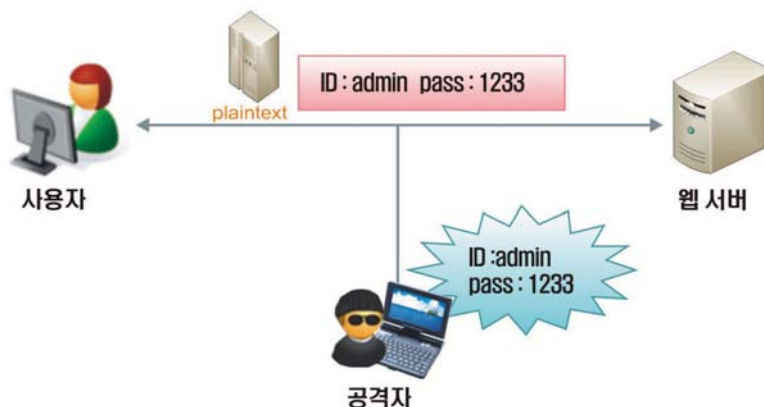 ID : admin pass : 1233
plaintext
사용자
웹 서버
ID :admin
pass : 1233
공격자